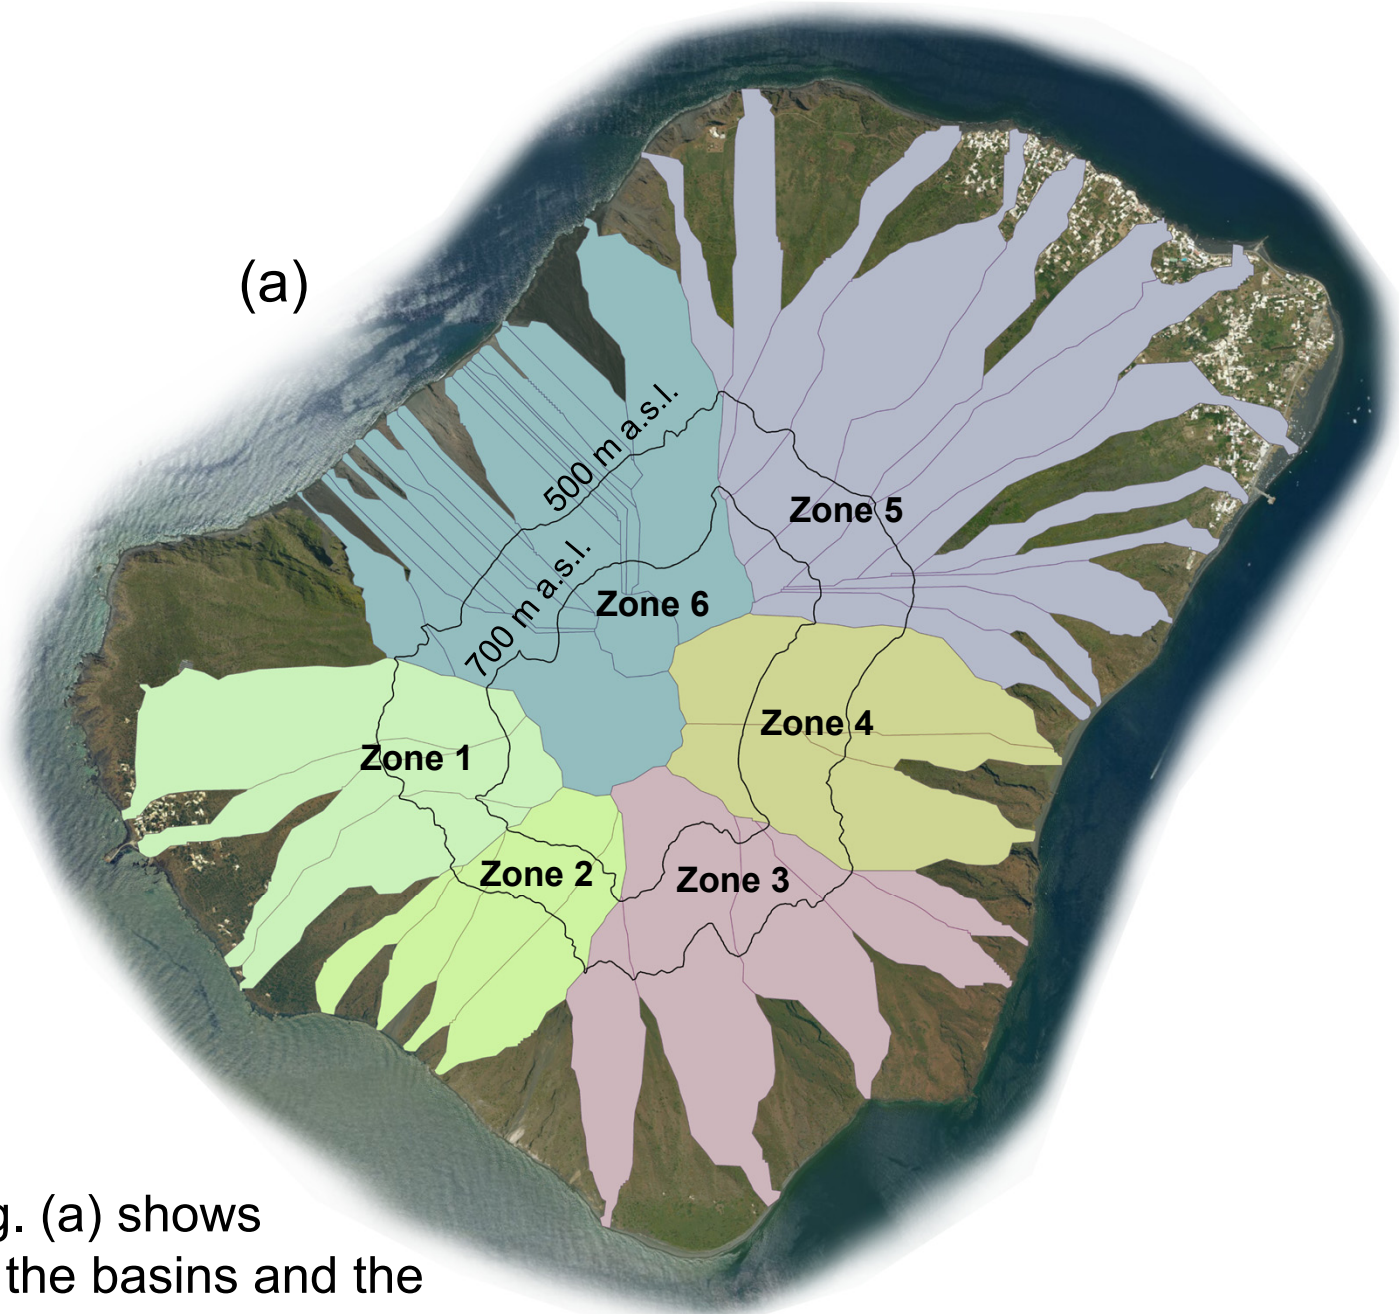 (a)
500 m a.s.l.
Zone 5
700 m a.s.l.
Zone 6
Zone 4
Zone 1
Zone 2
Zone 3
g. (a) shows
the basins and the